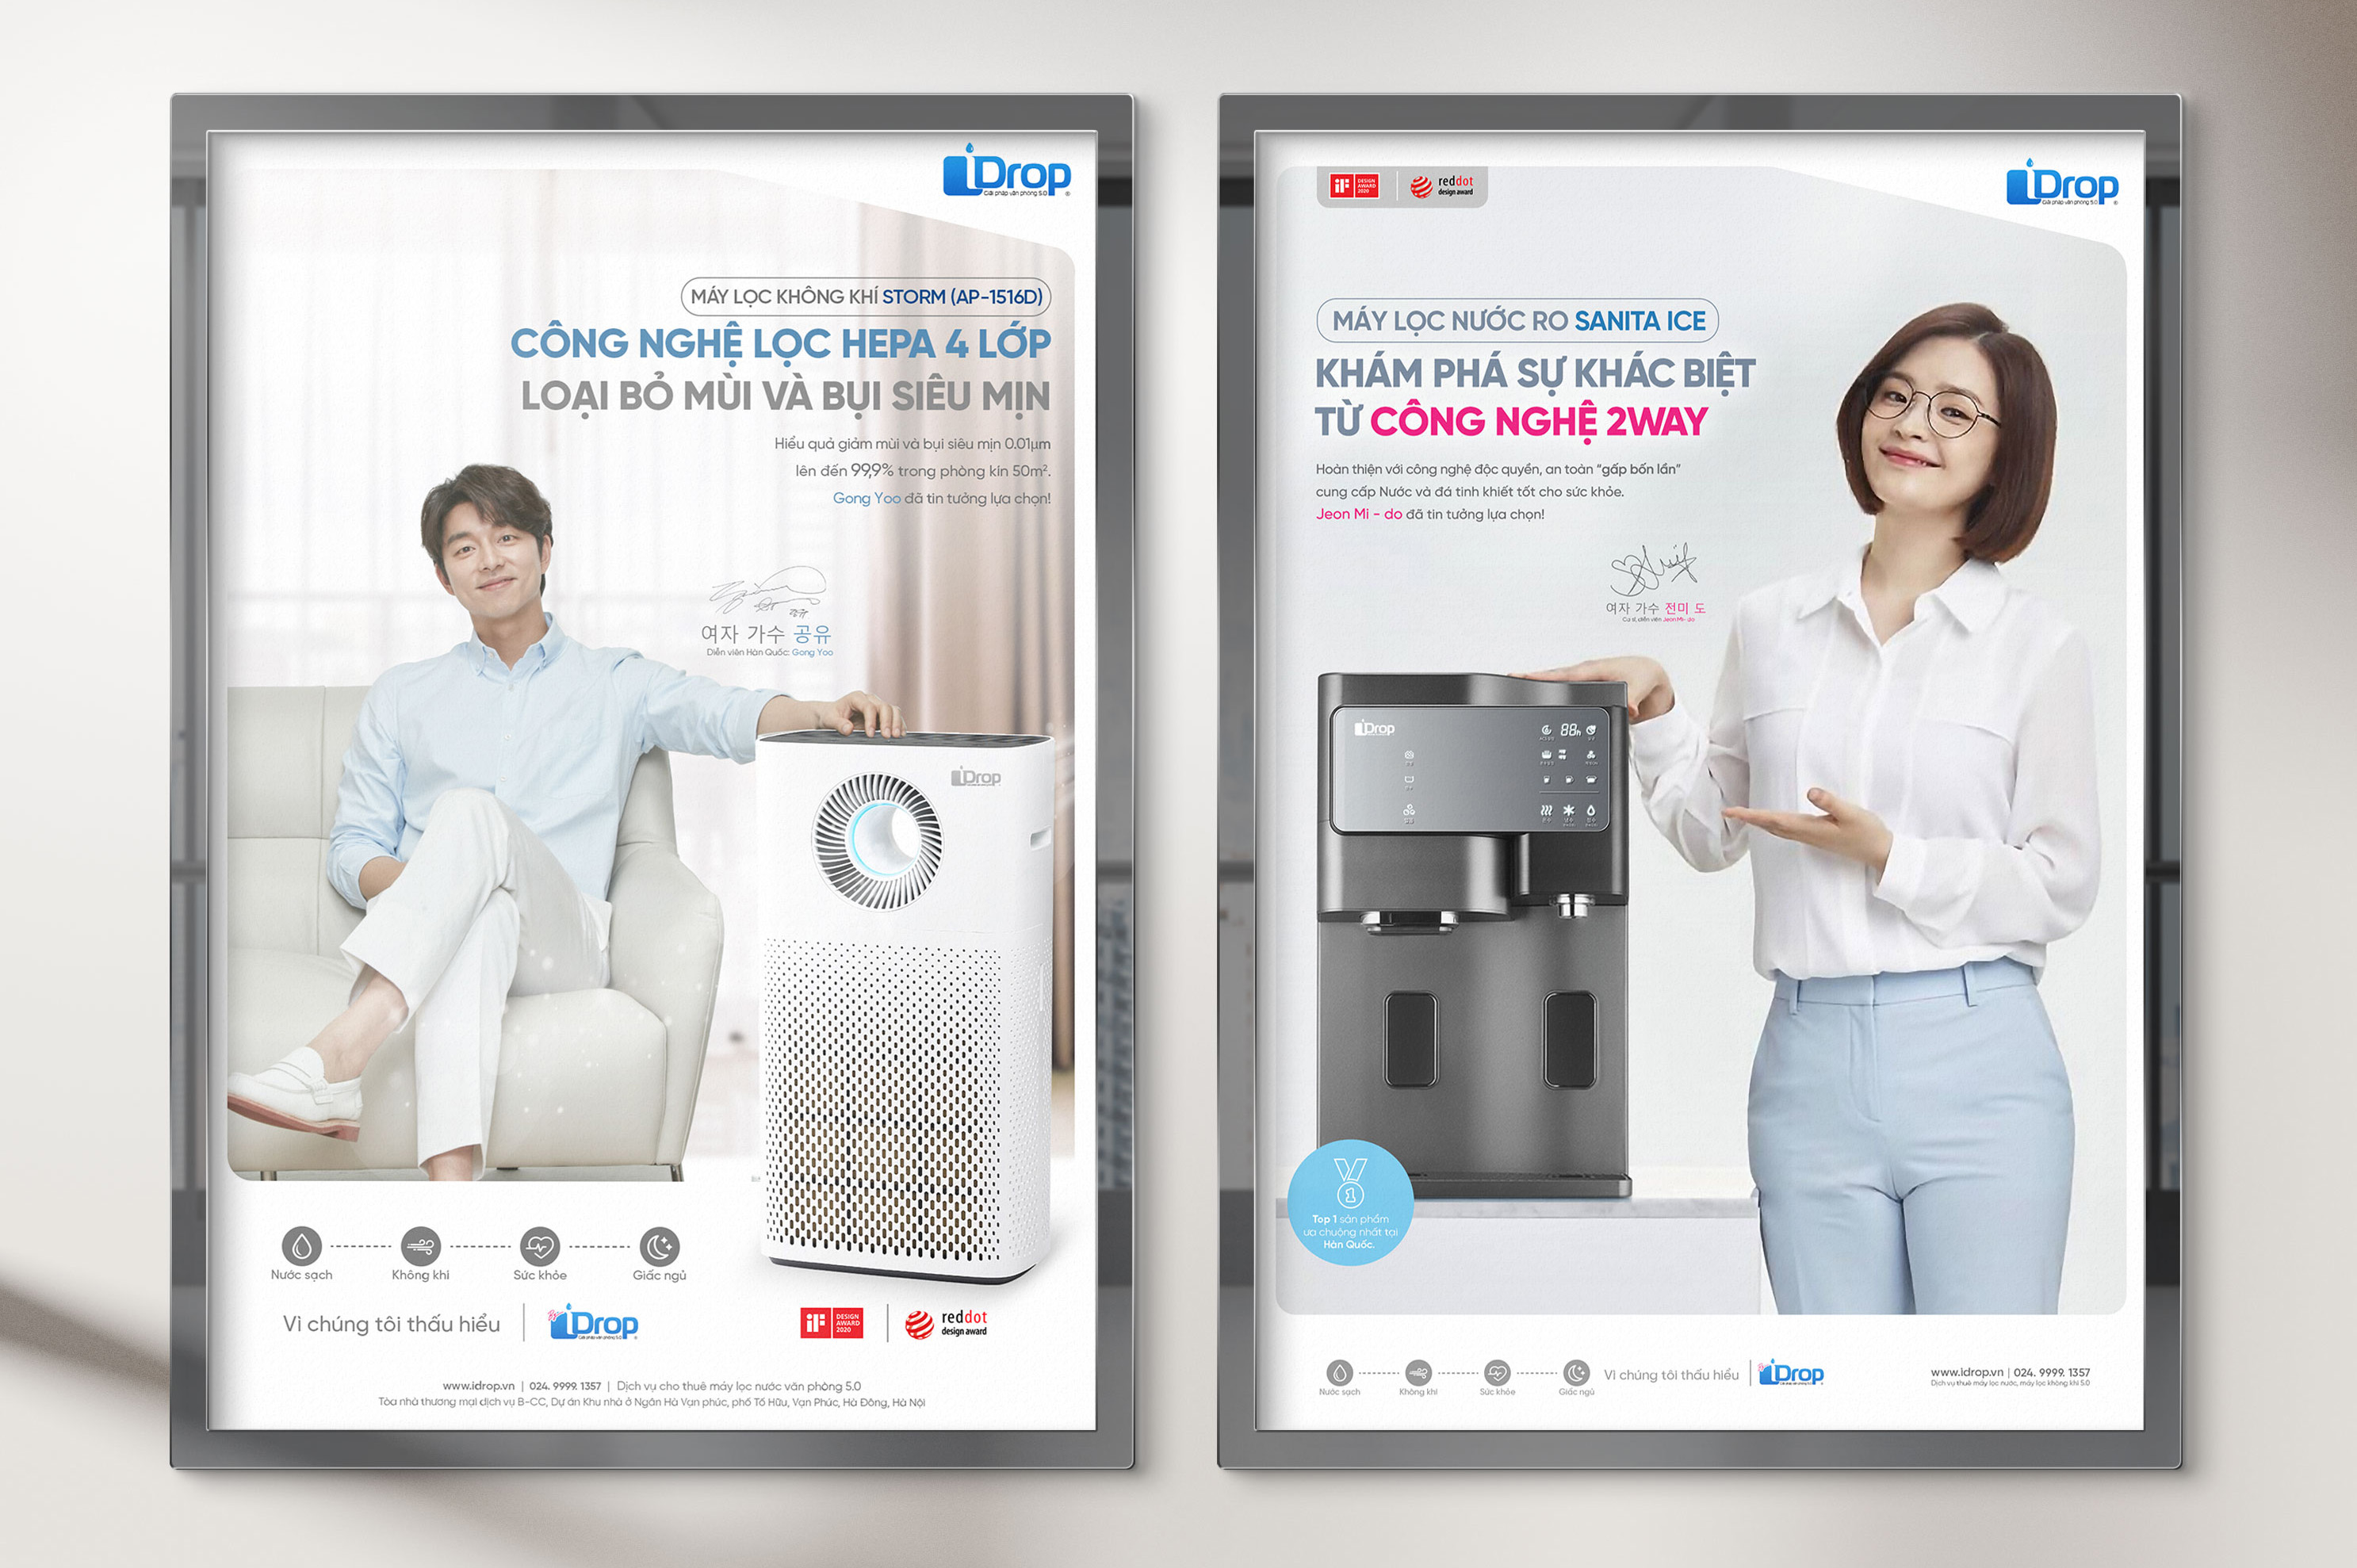 iDrop
Giải pháp văn phòng 5.0
MÁY LỌC KHÔNG KHÍ STORM (AP-1516D)
CÔNG NGHỆ LỌC HEPA 4 LỚP
LOẠI BỎ MÙI VÀ BỤI SIÊU MỊN
Hiểu quả giảm mùi và bụi siêu mịn 0.01µm
lên đến 99,9% trong phòng kín 50m².
Gong Yoo đã tin tưởng lựa chọn!
공유
여자 가수 공유
Diễn viên Hàn Quốc: Gong Yoo
iDrop
Nước sạch
Không khí
Sức khỏe
Giấc ngủ
Vì chúng tôi thấu hiểu
iDrop
Giải pháp văn phòng 5.0
iF
DESIGN
AWARD
2020
reddot
design award
www.idrop.vn | 024. 9999. 1357 | Dịch vụ cho thuê máy lọc nước văn phòng 5.0
Tòa nhà thương mại dịch vụ B-CC, Dự án Khu nhà ở Ngân Hà Vạn phúc, phố Tố Hữu, Vạn Phúc, Hà Đông, Hà Nội
iF
DESIGN
AWARD
2020
reddot
design award
iDrop
Giải pháp văn phòng 5.0
MÁY LỌC NƯỚC RO SANITA ICE
KHÁM PHÁ SỰ KHÁC BIỆT
TỪ CÔNG NGHỆ 2WAY
Hoàn thiện với công nghệ độc quyền, an toàn “gấp bốn lần”
cung cấp Nước và đá tinh khiết tốt cho sức khỏe.
Jeon Mi - do đã tin tưởng lựa chọn!
여자 가수 전미 도
Ca sĩ, diễn viên Jeon Mi- do
iDrop
88h
1
Top 1 sản phẩm
ưa chuộng nhất tại
Hàn Quốc.
Nước sạch
Không khí
Sức khỏe
Giấc ngủ
Vì chúng tôi thấu hiểu
iDrop
www.idrop.vn | 024. 9999. 1357
Dịch vụ thuê máy lọc nước, máy lọc không khí 5.0